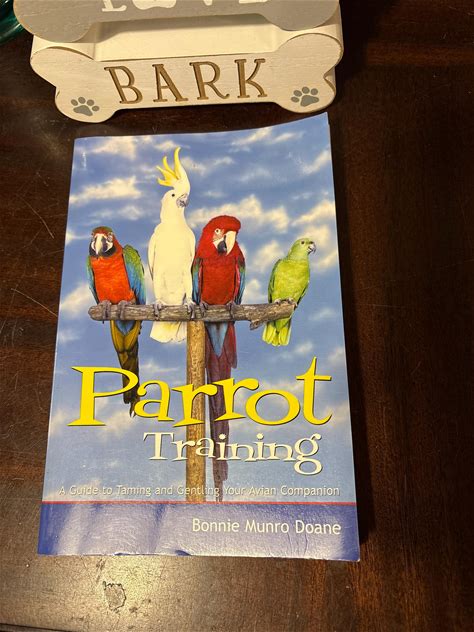 BARK
Parrot
Training
A Guide to Taming and Gentling Your Avian Companion
Bonnie Munro Doane